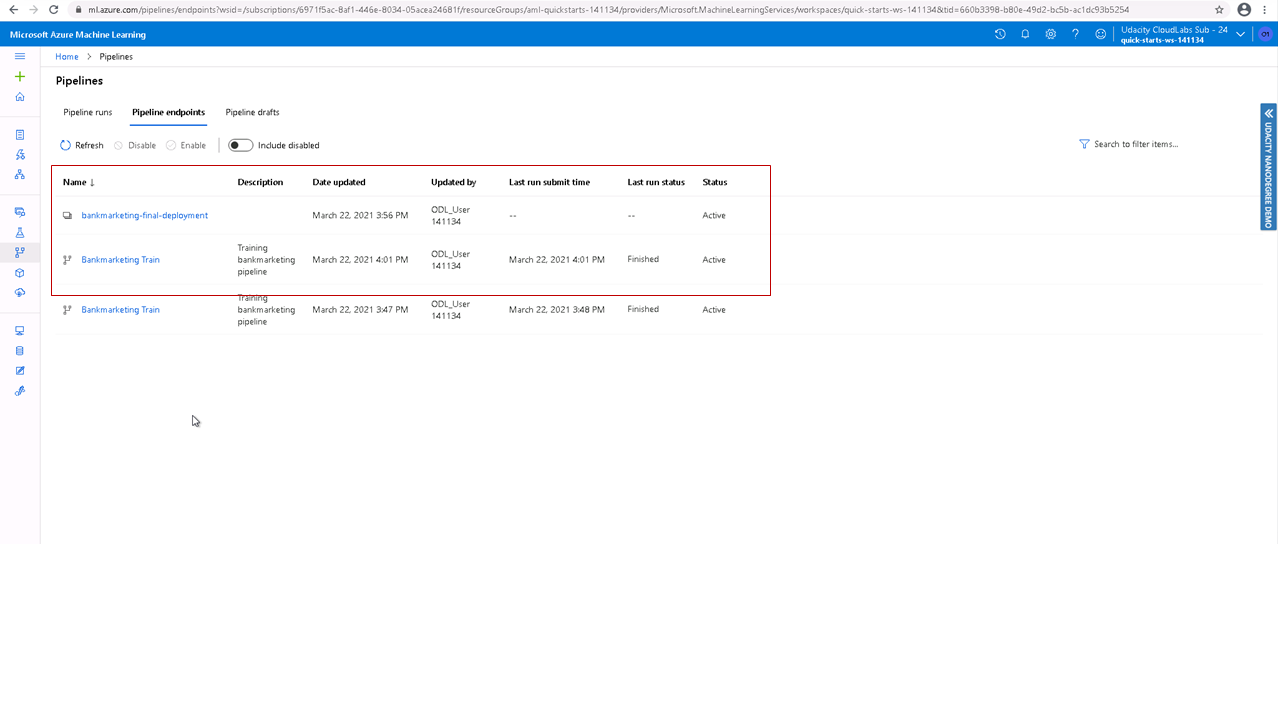 ml.azure.com/pipelines/endpoints?wsid=/subscriptions/6971f5ac-8af1-446e-8034-05acea24681f/resourceGroups/aml-quickstarts-141134/providers/Microsoft.MachineLearningServices/workspaces/quick-starts-ws-141134&tid=660b3398-b80e-49d2-bc5b-ac1dc93b5254
Microsoft Azure Machine Learning
Udacity CloudLabs Sub - 24
quick-starts-ws-141134
O1
Home > Pipelines
Pipelines
Pipeline runs Pipeline endpoints Pipeline drafts
Refresh Disable Enable Include disabled Search to filter items...
UDACITY NANODEGREE DEMO
Name ↓ Description Date updated Updated by Last run submit time Last run status Status
bankmarketing-final-deployment March 22, 2021 3:56 PM ODL_User 141134 -- -- Active
Bankmarketing Train Training bankmarketing pipeline March 22, 2021 4:01 PM ODL_User 141134 March 22, 2021 4:01 PM Finished Active
Bankmarketing Train Training bankmarketing pipeline March 22, 2021 3:47 PM ODL_User 141134 March 22, 2021 3:48 PM Finished Active